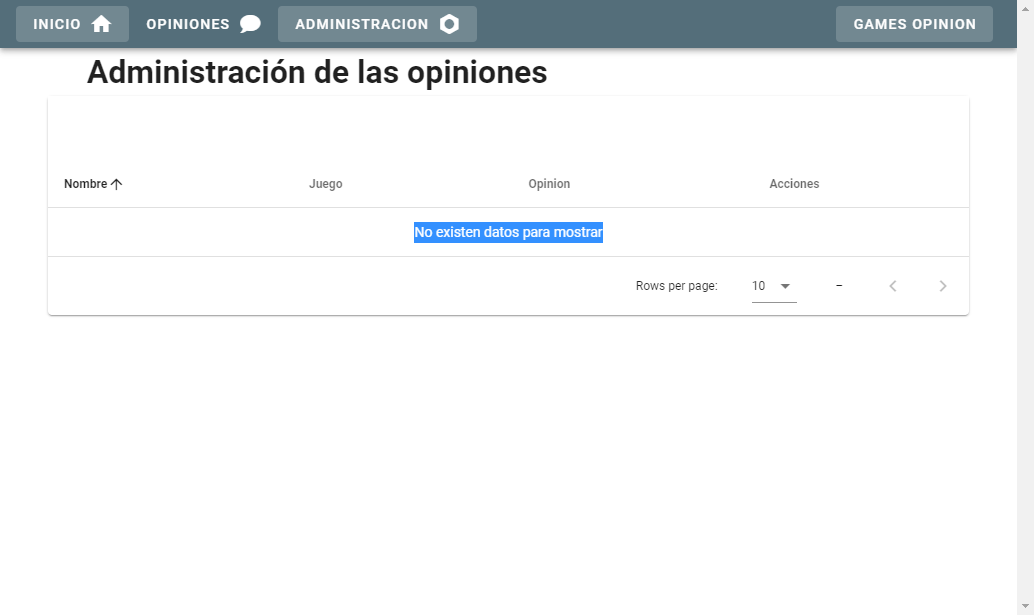 INICIO OPINIONES ADMINISTRACION GAMES OPINION
Administración de las opiniones
Nombre Juego Opinion Acciones
No existen datos para mostrar
Rows per page: 10 –